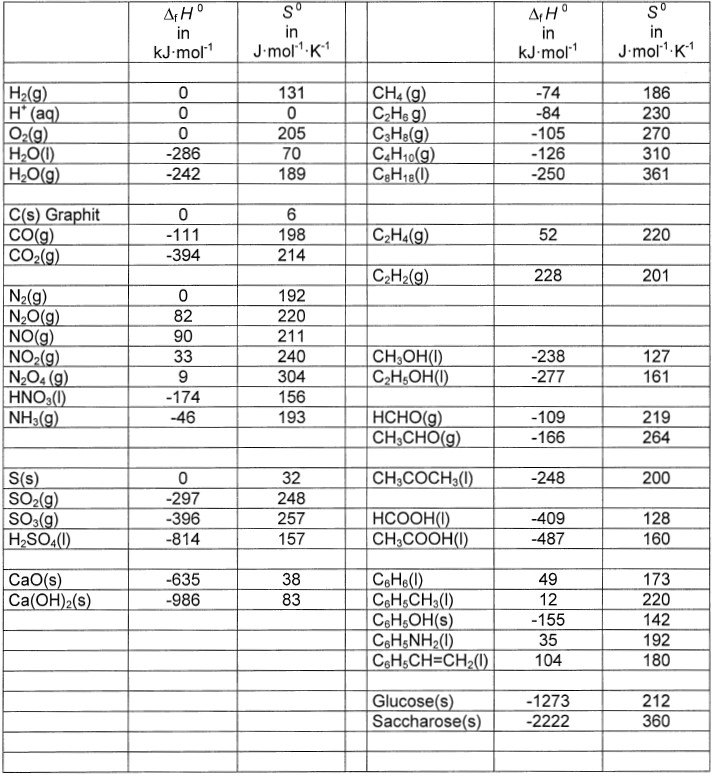 ΔfH⁰ S⁰ ΔfH⁰ S⁰
in in in in
kJ·mol⁻¹ J·mol⁻¹·K⁻¹ kJ·mol⁻¹ J·mol⁻¹·K⁻¹
H₂(g) 0 131 CH₄ (g) -74 186
H⁺ (aq) 0 0 C₂H₆ g) -84 230
O₂(g) 0 205 C₃H₈(g) -105 270
H₂O(l) -286 70 C₄H₁₀(g) -126 310
H₂O(g) -242 189 C₈H₁₈(l) -250 361
C(s) Graphit 0 6
CO(g) -111 198 C₂H₄(g) 52 220
CO₂(g) -394 214
C₂H₂(g) 228 201
N₂(g) 0 192
N₂O(g) 82 220
NO(g) 90 211
NO₂(g) 33 240 CH₃OH(l) -238 127
N₂O₄ (g) 9 304 C₂H₅OH(l) -277 161
HNO₃(l) -174 156
NH₃(g) -46 193 HCHO(g) -109 219
CH₃CHO(g) -166 264
S(s) 0 32 CH₃COCH₃(l) -248 200
SO₂(g) -297 248
SO₃(g) -396 257 HCOOH(l) -409 128
H₂SO₄(l) -814 157 CH₃COOH(l) -487 160
CaO(s) -635 38 C₆H₆(l) 49 173
Ca(OH)₂(s) -986 83 C₆H₅CH₃(l) 12 220
C₆H₅OH(s) -155 142
C₆H₅NH₂(l) 35 192
C₆H₅CH=CH₂(l) 104 180
Glucose(s) -1273 212
Saccharose(s) -2222 360